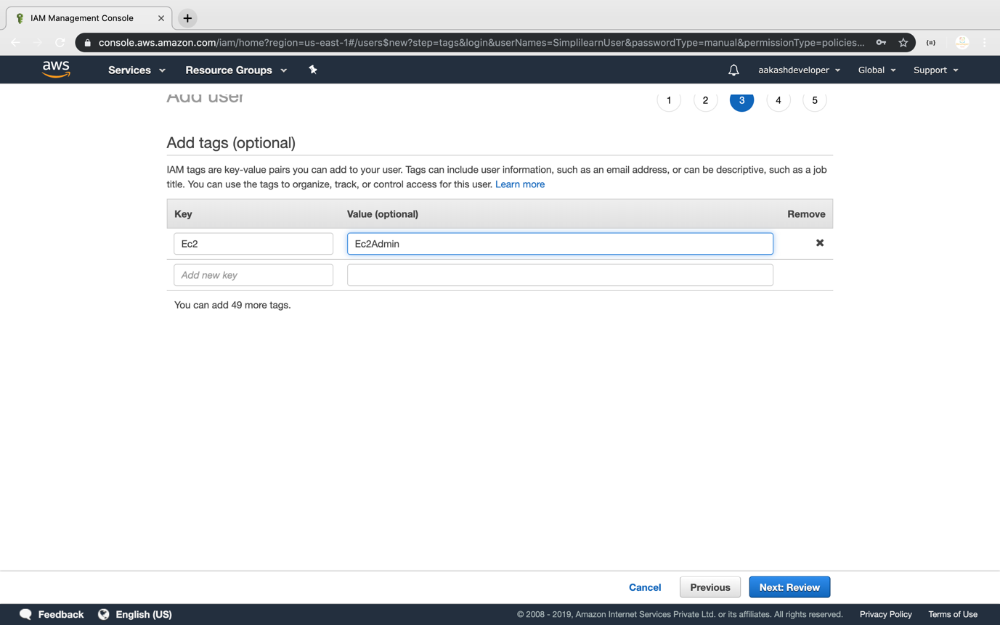 IAM Management Console
console.aws.amazon.com/iam/home?region=us-east-1#/users$new?step=tags&login&userNames=SimplilearnUser&passwordType=manual&permissionType=policies...
aws Services Resource Groups aakashdeveloper Global Support
Add user 1 2 3 4 5
Add tags (optional)
IAM tags are key-value pairs you can add to your user. Tags can include user information, such as an email address, or can be descriptive, such as a job
title. You can use the tags to organize, track, or control access for this user. Learn more
Key Value (optional) Remove
Ec2 Ec2Admin
Add new key
You can add 49 more tags.
Cancel Previous Next: Review
Feedback English (US) © 2008 - 2019, Amazon Internet Services Private Ltd. or its affiliates. All rights reserved. Privacy Policy Terms of Use